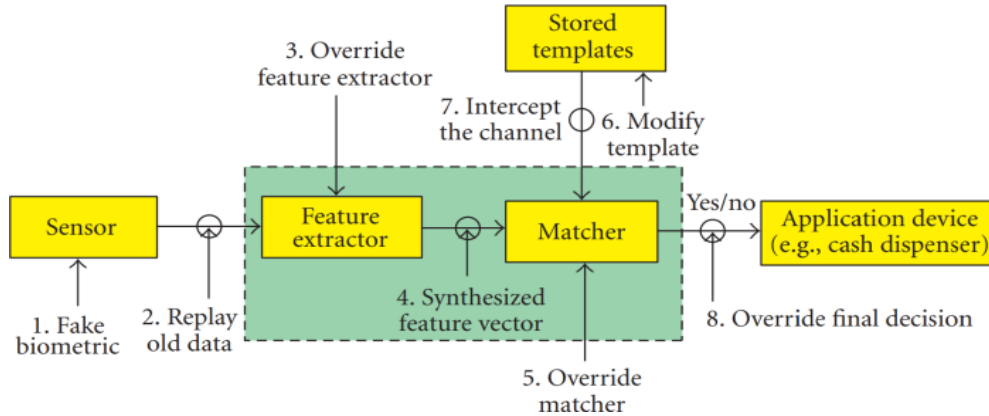 3. Override
feature extractor
Stored
templates
7. Intercept
the channel
6. Modify
template
Sensor
Feature
extractor
Matcher
Yes/no
Application device
(e.g., cash dispenser)
1. Fake
biometric
2. Replay
old data
4. Synthesized
feature vector
5. Override
matcher
8. Override final decision